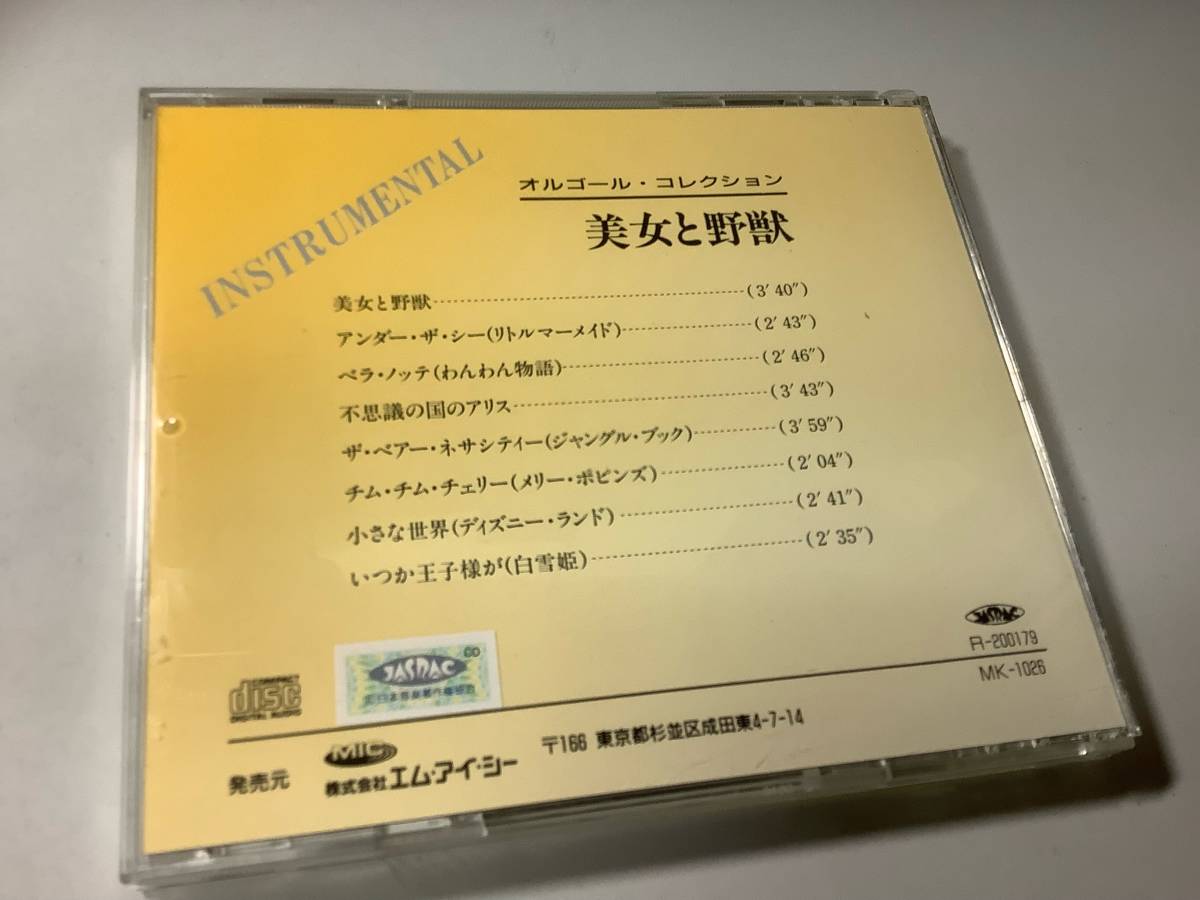 INSTRUMENTAL
オルゴール・コレクション
美女と野獣
美女と野獣 (3′40″)
アンダー・ザ・シー(リトルマーメイド) (2′43″)
ベラ・ノッテ(わんわん物語) (2′46″)
不思議の国のアリス (3′43″)
ザ・ベアー・ネサシティー(ジャングル・ブック) (3′59″)
チム・チム・チェリー(メリー・ポピンズ) (2′04″)
小さな世界(ディズニー・ランド) (2′41″)
いつか王子様が(白雪姫) (2′35″)
JASRAC
R-200179
MK-1026
COMPACT
disc
DIGITAL AUDIO
JASRAC CD
発売元 MIC 株式会社エム・アイ・シー 〒166 東京都杉並区成田東4-7-14